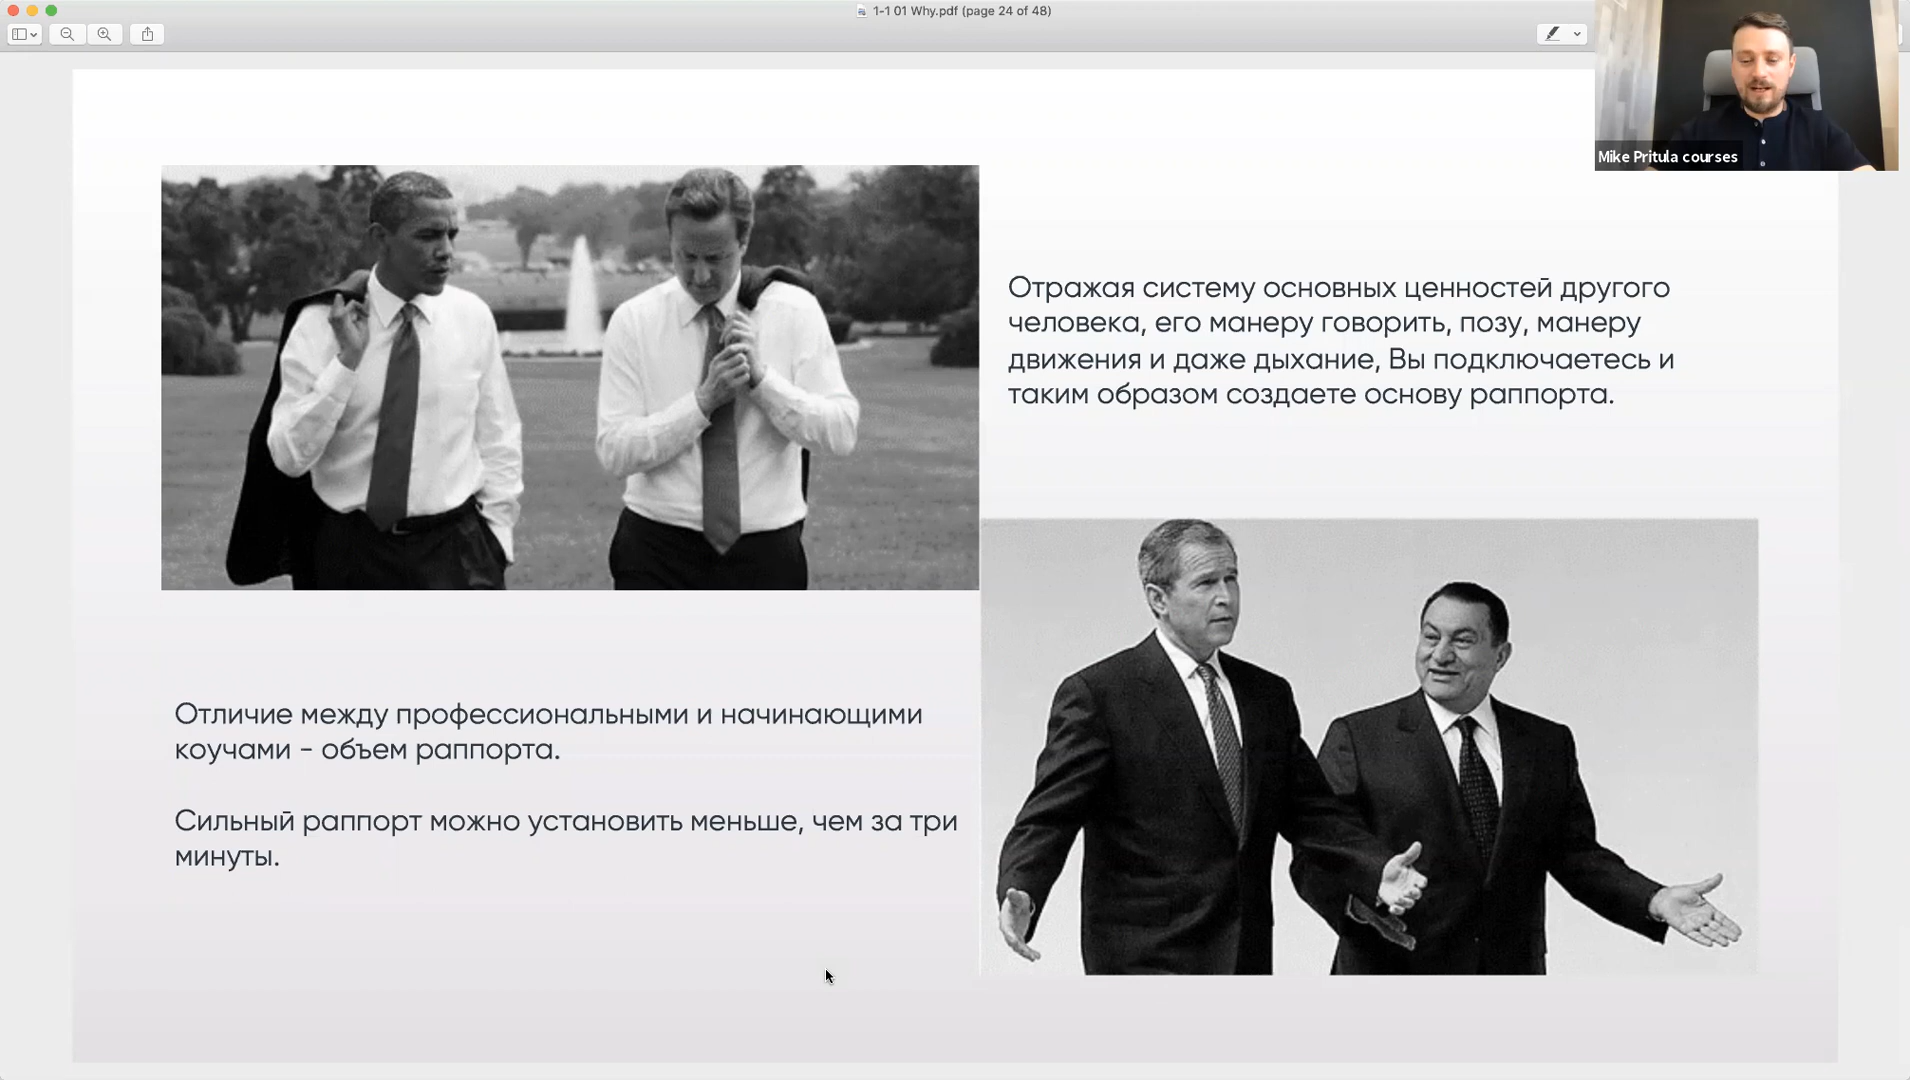 1-1 01 Why.pdf (page 24 of 48)
Mike Pritula courses
Отражая систему основных ценностей другого
человека, его манеру говорить, позу, манеру
движения и даже дыхание, Вы подключаетесь и
таким образом создаете основу раппорта.
Отличие между профессиональными и начинающими
коучами - объем раппорта.
Сильный раппорт можно установить меньше, чем за три
минуты.